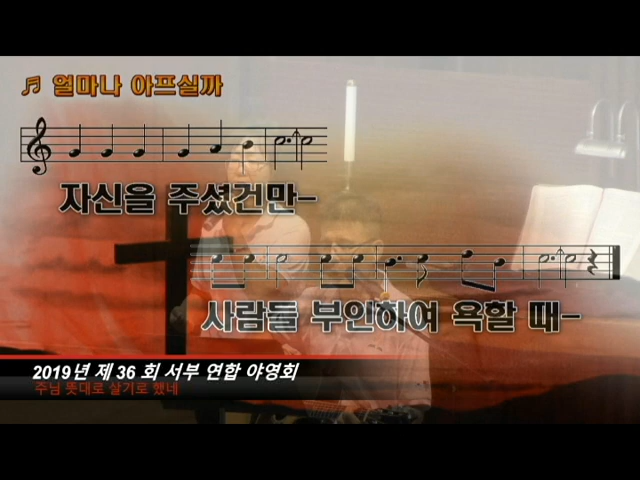 얼마나 아프실까
자신을 주셨건만-
사람들 부인하여 욕할 때-
2019년 제 36 회 서부 연합 야영회
주님 뜻대로 살기로 했네